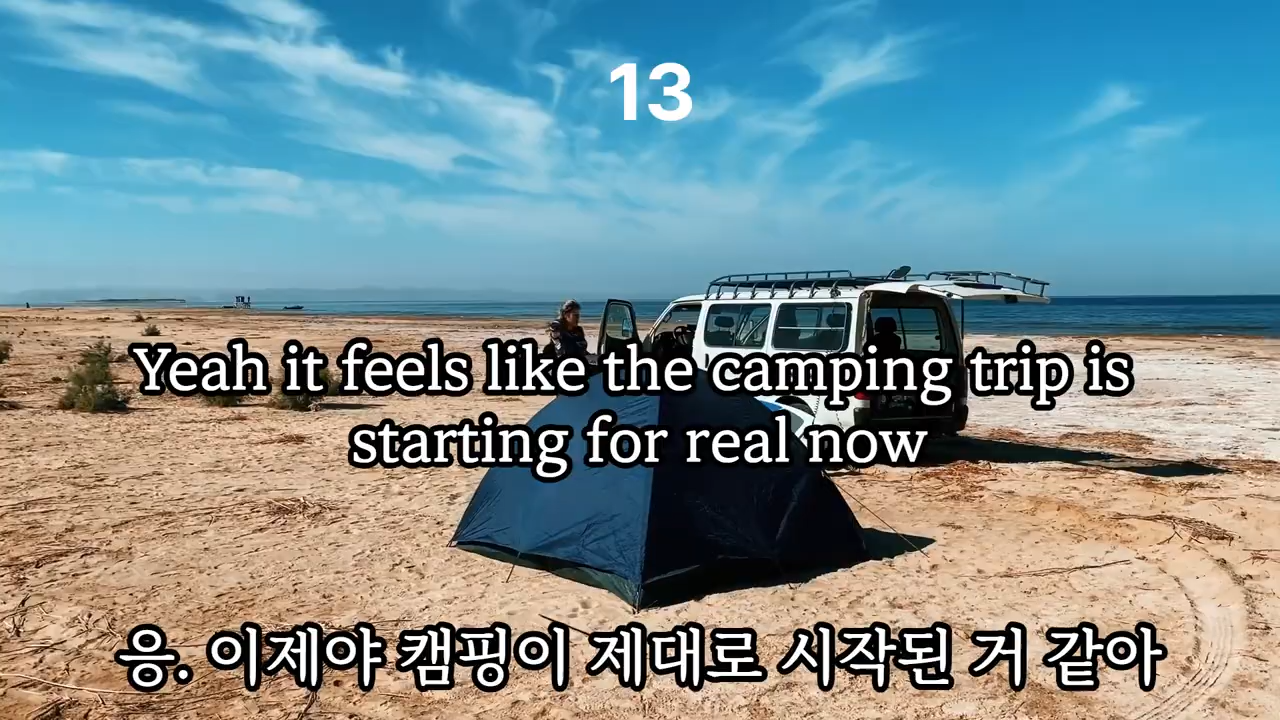 13
Yeah it feels like the camping trip is
starting for real now
응. 이제야 캠핑이 제대로 시작된 거 같아